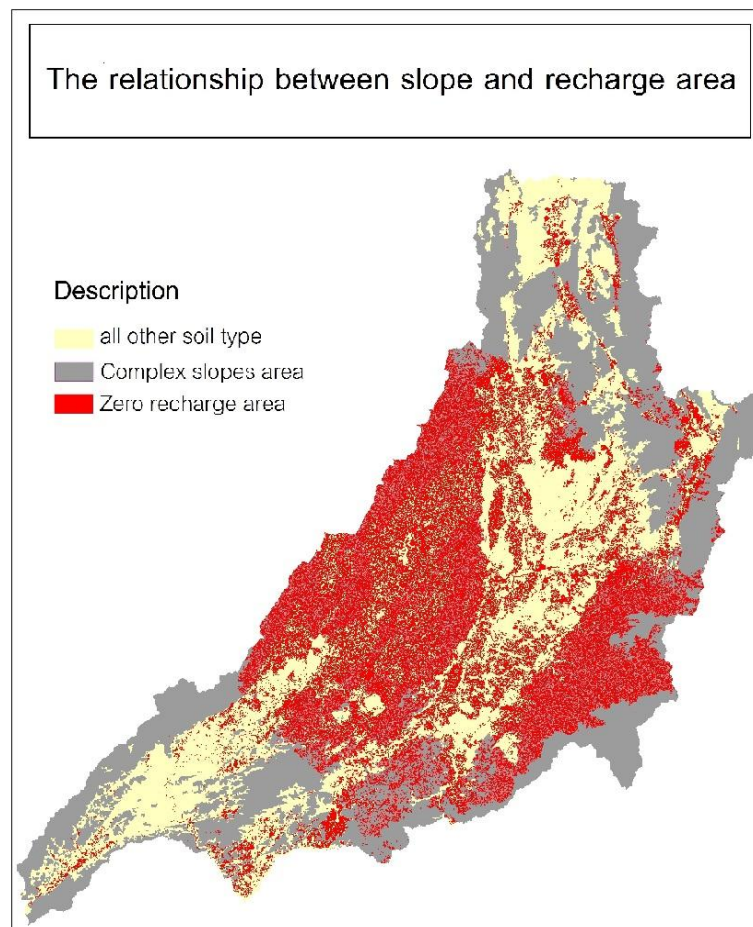 The relationship between slope and recharge area
Description
all other soil type
Complex slopes area
Zero recharge area